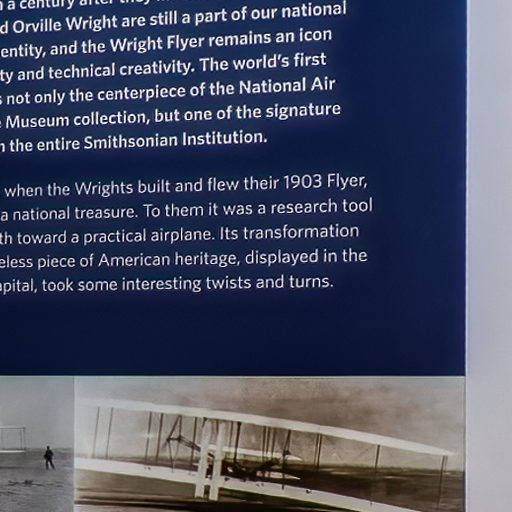 a century after they
Orville Wright are still a part of our national
entity, and the Wright Flyer remains an icon
ty and technical creativity. The world's first
not only the centerpiece of the National Air
Museum collection, but one of the signature
the entire Smithsonian Institution.
when the Wrights built and flew their 1903 Flyer,
a national treasure. To them it was a research tool
th toward a practical airplane. Its transformation
eless piece of American heritage, displayed in the
apital, took some interesting twists and turns.